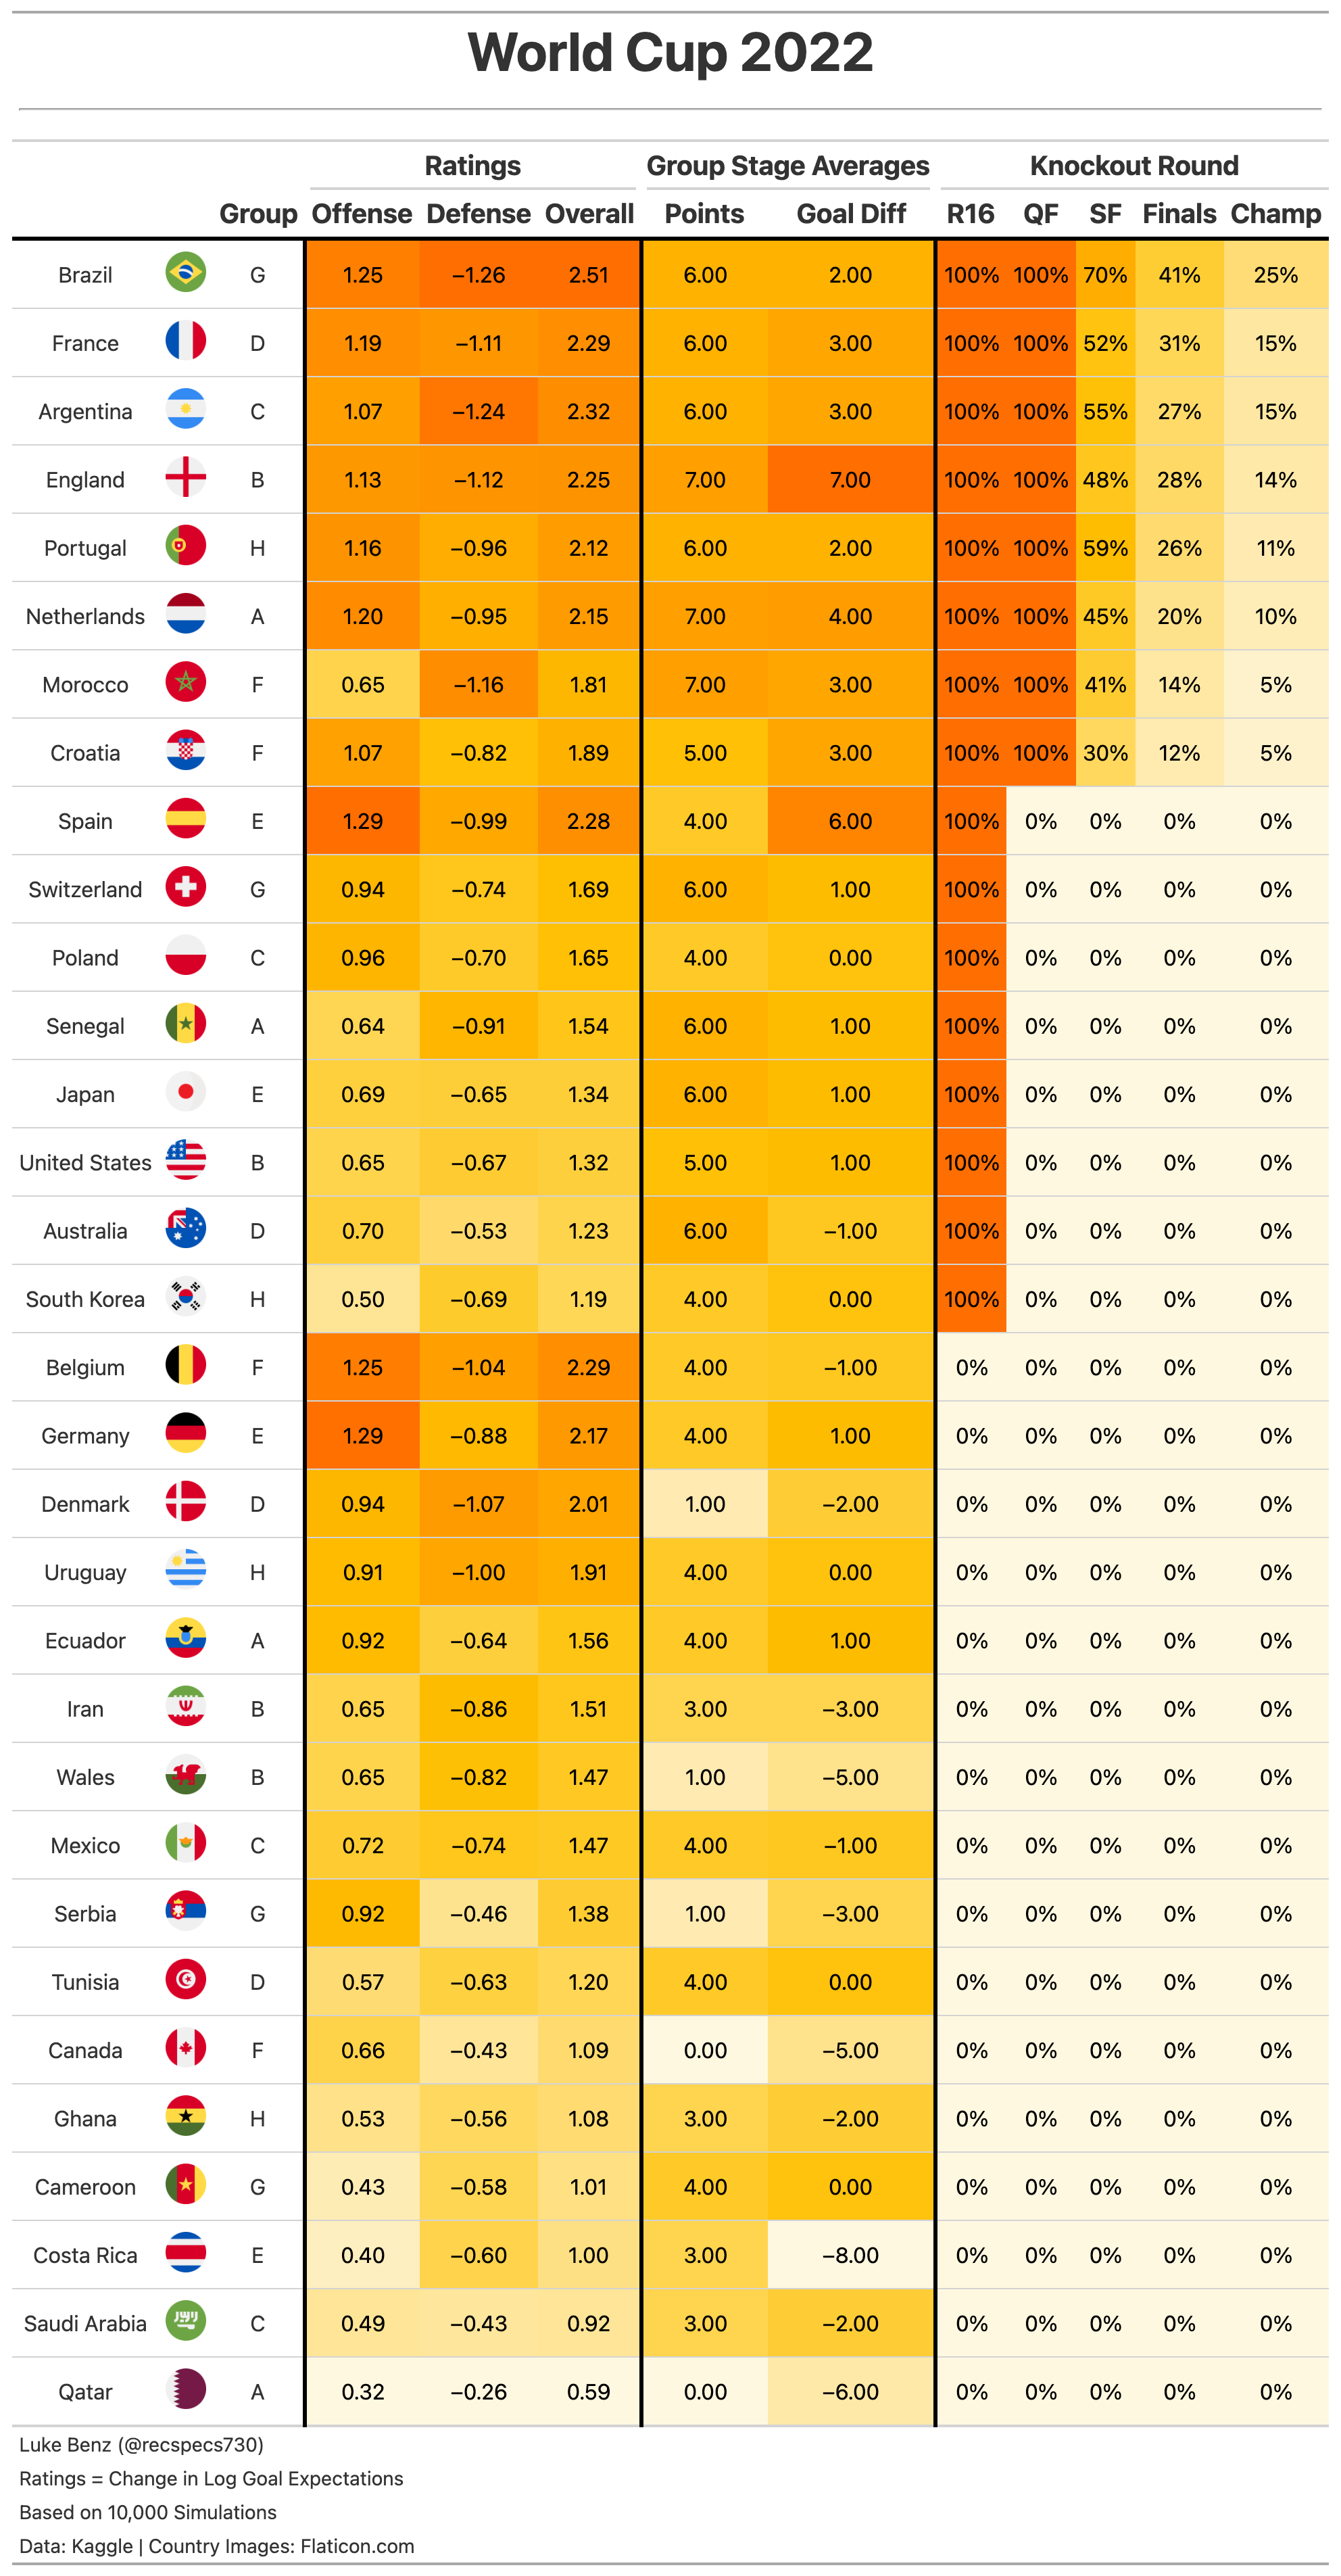 World Cup 2022
Ratings Group Stage Averages Knockout Round
Group Offense Defense Overall Points Goal Diff R16 QF SF Finals Champ
Brazil G 1.25 −1.26 2.51 6.00 2.00 100% 100% 70% 41% 25%
France D 1.19 −1.11 2.29 6.00 3.00 100% 100% 52% 31% 15%
Argentina C 1.07 −1.24 2.32 6.00 3.00 100% 100% 55% 27% 15%
England B 1.13 −1.12 2.25 7.00 7.00 100% 100% 48% 28% 14%
Portugal H 1.16 −0.96 2.12 6.00 2.00 100% 100% 59% 26% 11%
Netherlands A 1.20 −0.95 2.15 7.00 4.00 100% 100% 45% 20% 10%
Morocco F 0.65 −1.16 1.81 7.00 3.00 100% 100% 41% 14% 5%
Croatia F 1.07 −0.82 1.89 5.00 3.00 100% 100% 30% 12% 5%
Spain E 1.29 −0.99 2.28 4.00 6.00 100% 0% 0% 0% 0%
Switzerland G 0.94 −0.74 1.69 6.00 1.00 100% 0% 0% 0% 0%
Poland C 0.96 −0.70 1.65 4.00 0.00 100% 0% 0% 0% 0%
Senegal A 0.64 −0.91 1.54 6.00 1.00 100% 0% 0% 0% 0%
Japan E 0.69 −0.65 1.34 6.00 1.00 100% 0% 0% 0% 0%
United States B 0.65 −0.67 1.32 5.00 1.00 100% 0% 0% 0% 0%
Australia D 0.70 −0.53 1.23 6.00 −1.00 100% 0% 0% 0% 0%
South Korea H 0.50 −0.69 1.19 4.00 0.00 100% 0% 0% 0% 0%
Belgium F 1.25 −1.04 2.29 4.00 −1.00 0% 0% 0% 0% 0%
Germany E 1.29 −0.88 2.17 4.00 1.00 0% 0% 0% 0% 0%
Denmark D 0.94 −1.07 2.01 1.00 −2.00 0% 0% 0% 0% 0%
Uruguay H 0.91 −1.00 1.91 4.00 0.00 0% 0% 0% 0% 0%
Ecuador A 0.92 −0.64 1.56 4.00 1.00 0% 0% 0% 0% 0%
Iran B 0.65 −0.86 1.51 3.00 −3.00 0% 0% 0% 0% 0%
Wales B 0.65 −0.82 1.47 1.00 −5.00 0% 0% 0% 0% 0%
Mexico C 0.72 −0.74 1.47 4.00 −1.00 0% 0% 0% 0% 0%
Serbia G 0.92 −0.46 1.38 1.00 −3.00 0% 0% 0% 0% 0%
Tunisia D 0.57 −0.63 1.20 4.00 0.00 0% 0% 0% 0% 0%
Canada F 0.66 −0.43 1.09 0.00 −5.00 0% 0% 0% 0% 0%
Ghana H 0.53 −0.56 1.08 3.00 −2.00 0% 0% 0% 0% 0%
Cameroon G 0.43 −0.58 1.01 4.00 0.00 0% 0% 0% 0% 0%
Costa Rica E 0.40 −0.60 1.00 3.00 −8.00 0% 0% 0% 0% 0%
Saudi Arabia C 0.49 −0.43 0.92 3.00 −2.00 0% 0% 0% 0% 0%
Qatar A 0.32 −0.26 0.59 0.00 −6.00 0% 0% 0% 0% 0%
Luke Benz (@recspecs730)
Ratings = Change in Log Goal Expectations
Based on 10,000 Simulations
Data: Kaggle | Country Images: Flaticon.com